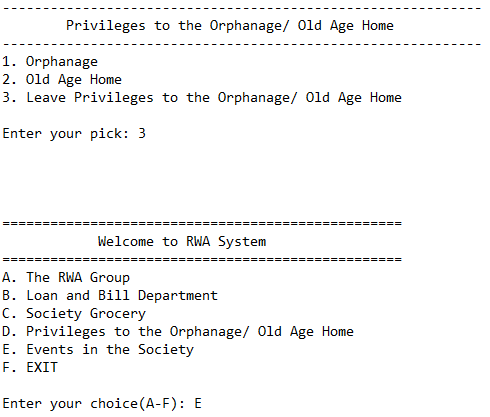 ------------------------------------------------------------
Privileges to the Orphanage/ Old Age Home
------------------------------------------------------------
1. Orphanage
2. Old Age Home
3. Leave Privileges to the Orphanage/ Old Age Home
Enter your pick: 3
==================================================
Welcome to RWA System
==================================================
A. The RWA Group
B. Loan and Bill Department
C. Society Grocery
D. Privileges to the Orphanage/ Old Age Home
E. Events in the Society
F. EXIT
Enter your choice(A-F): E